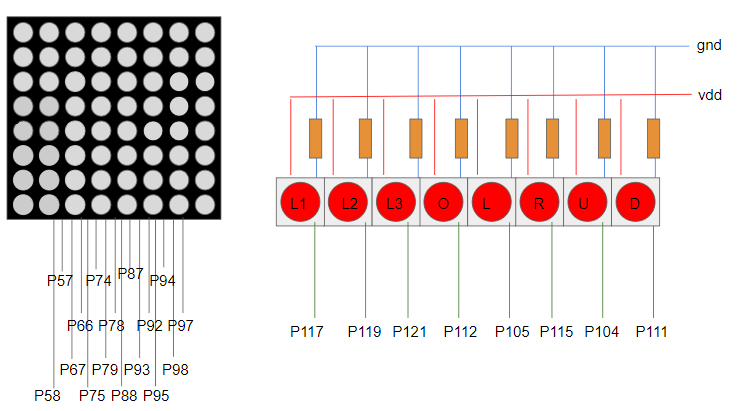 gnd
vdd
L1 L2 L3 O L R U D
P87
P57 P74 P94
P66 P78 P92 P97
P117 P119 P121 P112 P105 P115 P104 P111
P67 P79 P93 P98
P58 P75 P88 P95